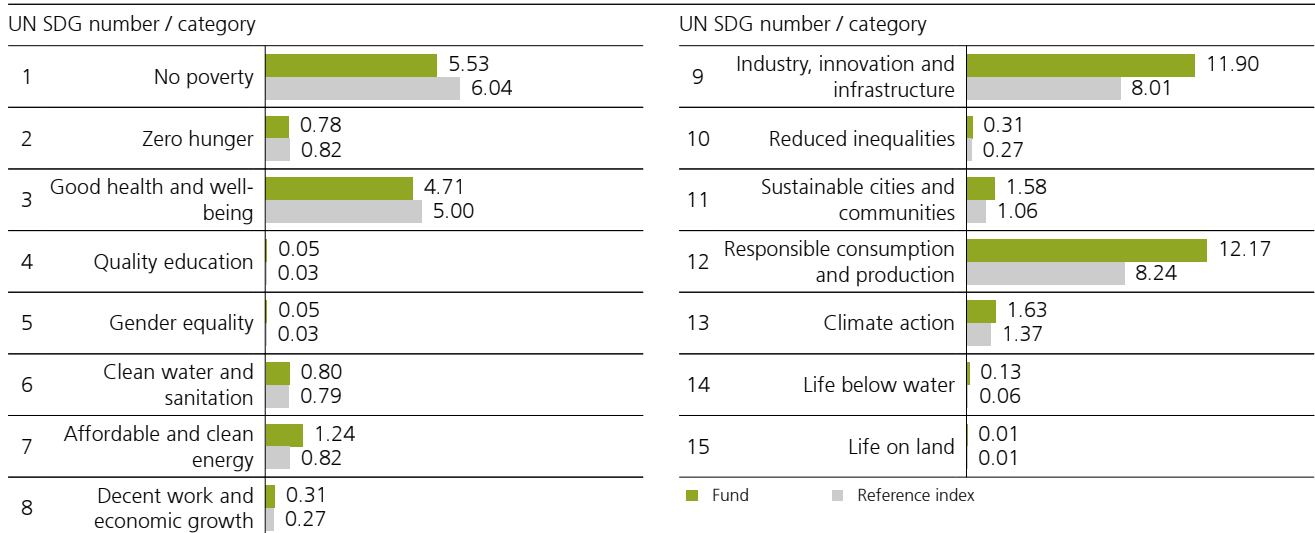 UN SDG number / category
1 No poverty 5.53
6.04
2 Zero hunger 0.78
0.82
3 Good health and well-
being 4.71
5.00
4 Quality education 0.05
0.03
5 Gender equality 0.05
0.03
6 Clean water and
sanitation 0.80
0.79
7 Affordable and clean
energy 1.24
0.82
8 Decent work and
economic growth 0.31
0.27
UN SDG number / category
9 Industry, innovation and
infrastructure 11.90
8.01
10 Reduced inequalities 0.31
0.27
11 Sustainable cities and
communities 1.58
1.06
12 Responsible consumption
and production 12.17
8.24
13 Climate action 1.63
1.37
14 Life below water 0.13
0.06
15 Life on land 0.01
0.01
Fund Reference index